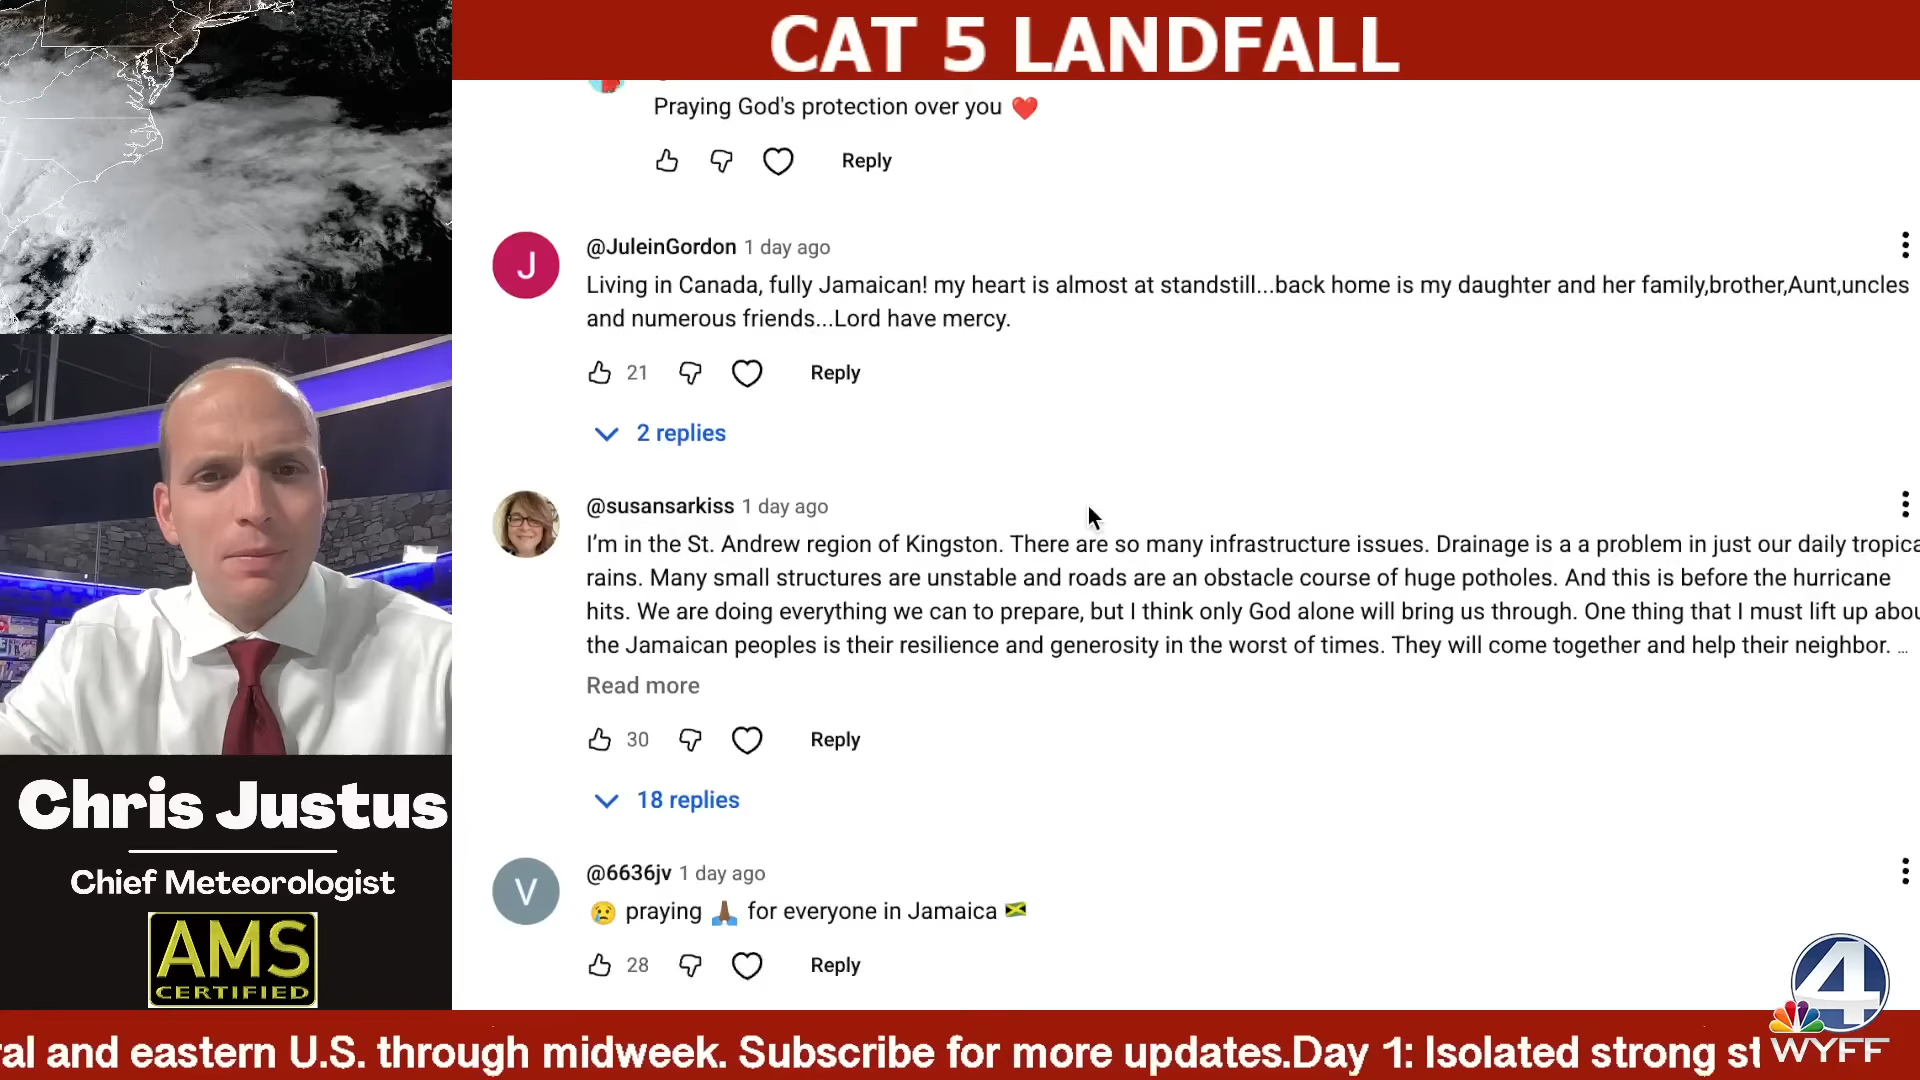 CAT 5 LANDFALL
Praying God's protection over you ❤️
Reply
J
@JuleinGordon 1 day ago
Living in Canada, fully Jamaican! my heart is almost at standstill...back home is my daughter and her family,brother,Aunt,uncles
and numerous friends...Lord have mercy.
21 Reply
2 replies
@susansarkiss 1 day ago
I’m in the St. Andrew region of Kingston. There are so many infrastructure issues. Drainage is a a problem in just our daily tropica
rains. Many small structures are unstable and roads are an obstacle course of huge potholes. And this is before the hurricane
hits. We are doing everything we can to prepare, but I think only God alone will bring us through. One thing that I must lift up abou
the Jamaican peoples is their resilience and generosity in the worst of times. They will come together and help their neighbor. ...
Read more
30 Reply
18 replies
V
@6636jv 1 day ago
😢 praying 🙏🏾 for everyone in Jamaica 🇯🇲
28 Reply
Chris Justus
Chief Meteorologist
AMS
CERTIFIED
4
WYFF
ral and eastern U.S. through midweek. Subscribe for more updates.Day 1: Isolated strong st